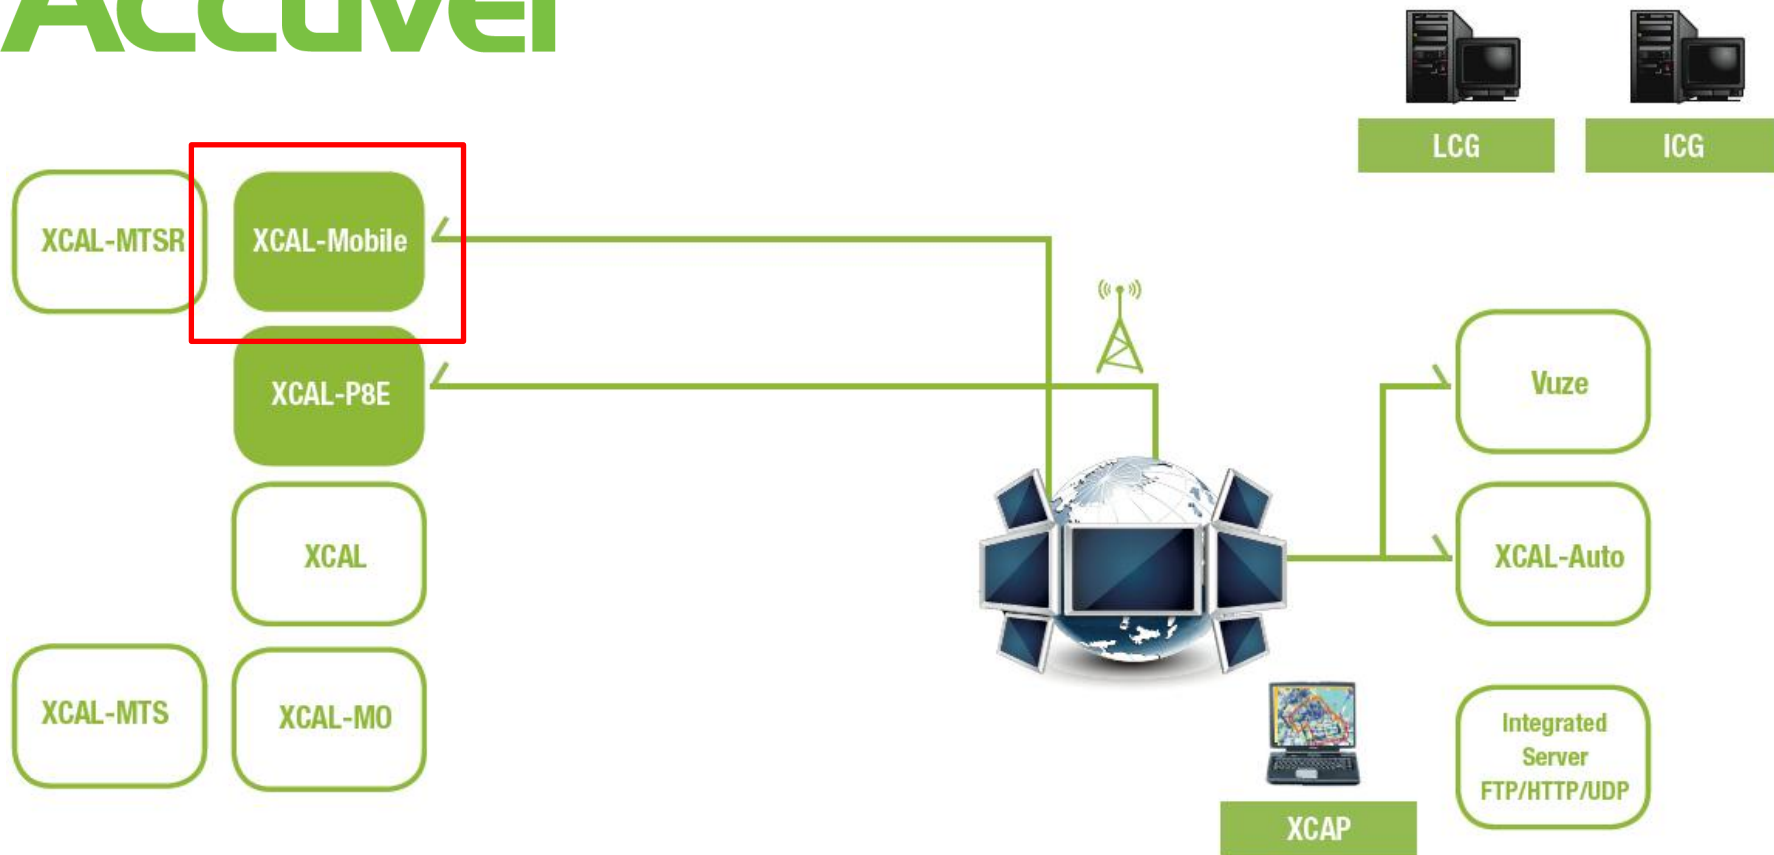 Accuver
LCG
ICG
XCAL-MTSR
XCAL-Mobile
XCAL-P8E
Vuze
XCAL
XCAL-Auto
XCAL-MTS
XCAL-MO
Integrated
Server
FTP/HTTP/UDP
XCAP